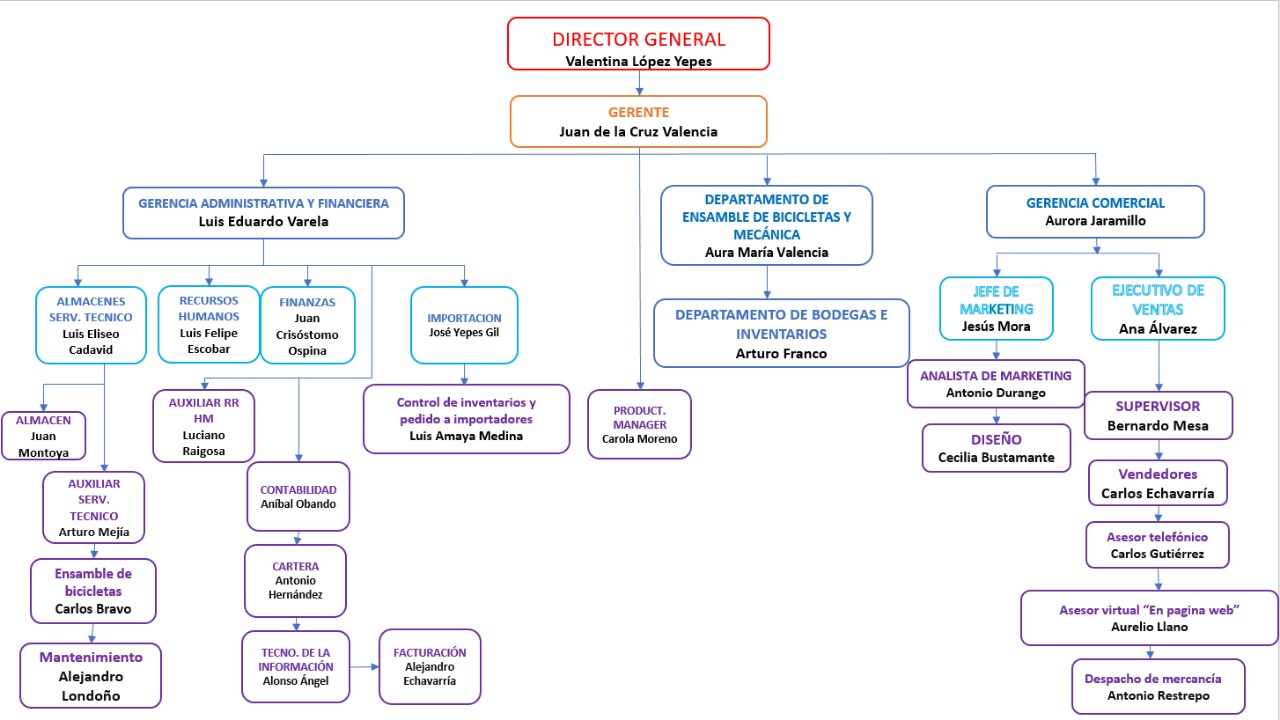 DIRECTOR GENERAL
Valentina López Yepes
GERENTE
Juan de la Cruz Valencia
GERENCIA ADMINISTRATIVA Y FINANCIERA
Luis Eduardo Varela
DEPARTAMENTO DE
ENSAMBLE DE BICICLETAS Y
MECÁNICA
Aura María Valencia
GERENCIA COMERCIAL
Aurora Jaramillo
ALMACENES
SERV. TECNICO
Luis Eliseo
Cadavid
RECURSOS
HUMANOS
Luis Felipe
Escobar
FINANZAS
Juan
Crisóstomo
Ospina
IMPORTACION
José Yepes Gil
DEPARTAMENTO DE BODEGAS E
INVENTARIOS
Arturo Franco
JEFE DE
MARKETING
Jesús Mora
EJECUTIVO DE
VENTAS
Ana Álvarez
ALMACEN
Juan
Montoya
AUXILIAR RR
HM
Luciano
Raigosa
Control de inventarios y
pedido a importadores
Luis Amaya Medina
PRODUCT.
MANAGER
Carola Moreno
ANALISTA DE MARKETING
Antonio Durango
SUPERVISOR
Bernardo Mesa
DISEÑO
Cecilia Bustamante
AUXILIAR
SERV.
TECNICO
Arturo Mejía
CONTABILIDAD
Aníbal Obando
Vendedores
Carlos Echavarría
Asesor telefónico
Carlos Gutiérrez
Ensamble de
bicicletas
Carlos Bravo
CARTERA
Antonio
Hernández
Asesor virtual “En pagina web”
Aurelio Llano
Mantenimiento
Alejandro
Londoño
TECNO. DE LA
INFORMACIÓN
Alonso Ángel
FACTURACIÓN
Alejandro
Echavarría
Despacho de mercancía
Antonio Restrepo